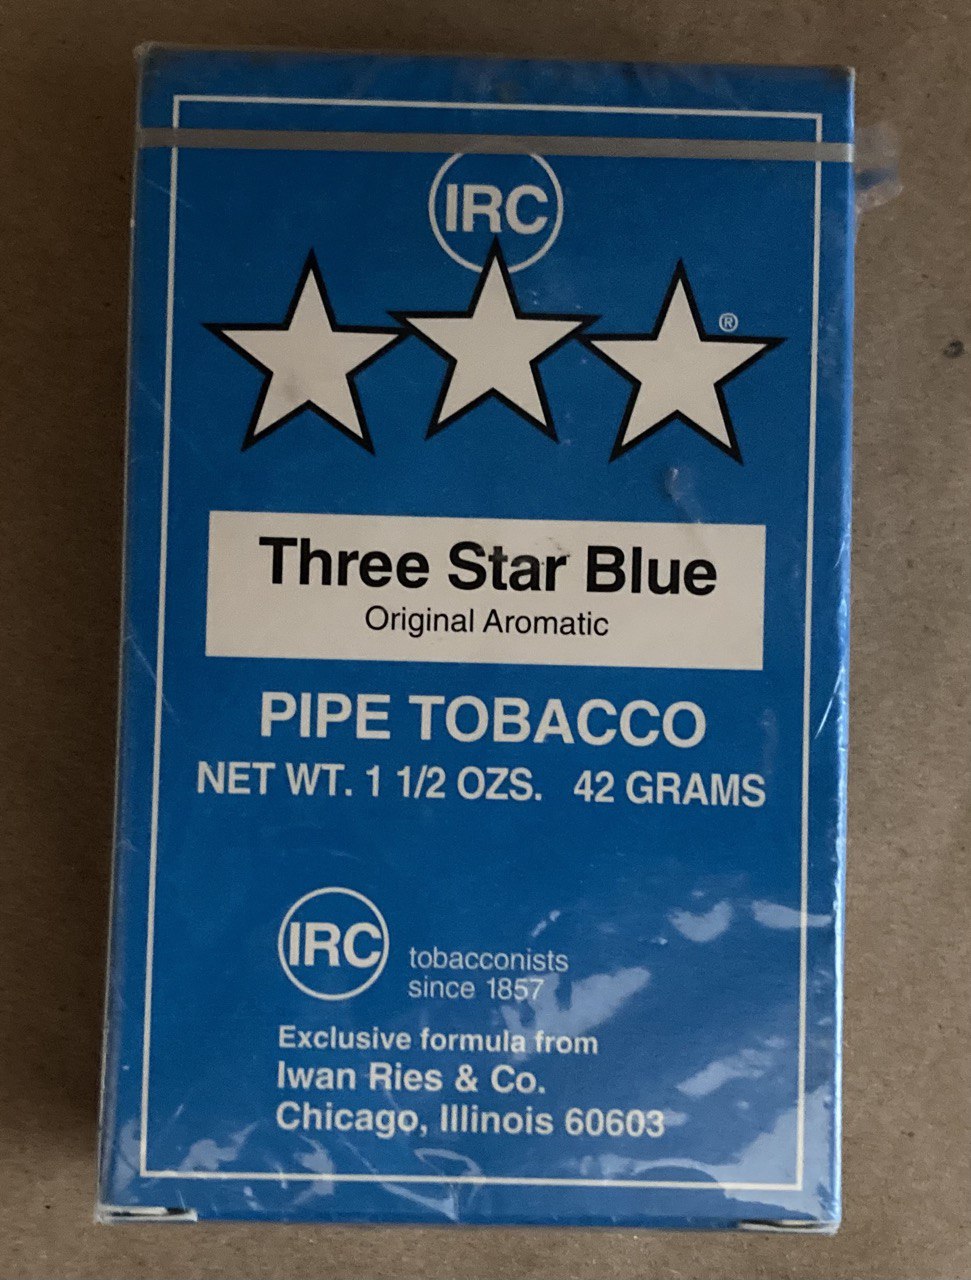 IRC
®
Three Star Blue
Original Aromatic
PIPE TOBACCO
NET WT. 1 1/2 OZS. 42 GRAMS
IRC
tobacconists
since 1857
Exclusive formula from
Iwan Ries & Co.
Chicago, Illinois 60603